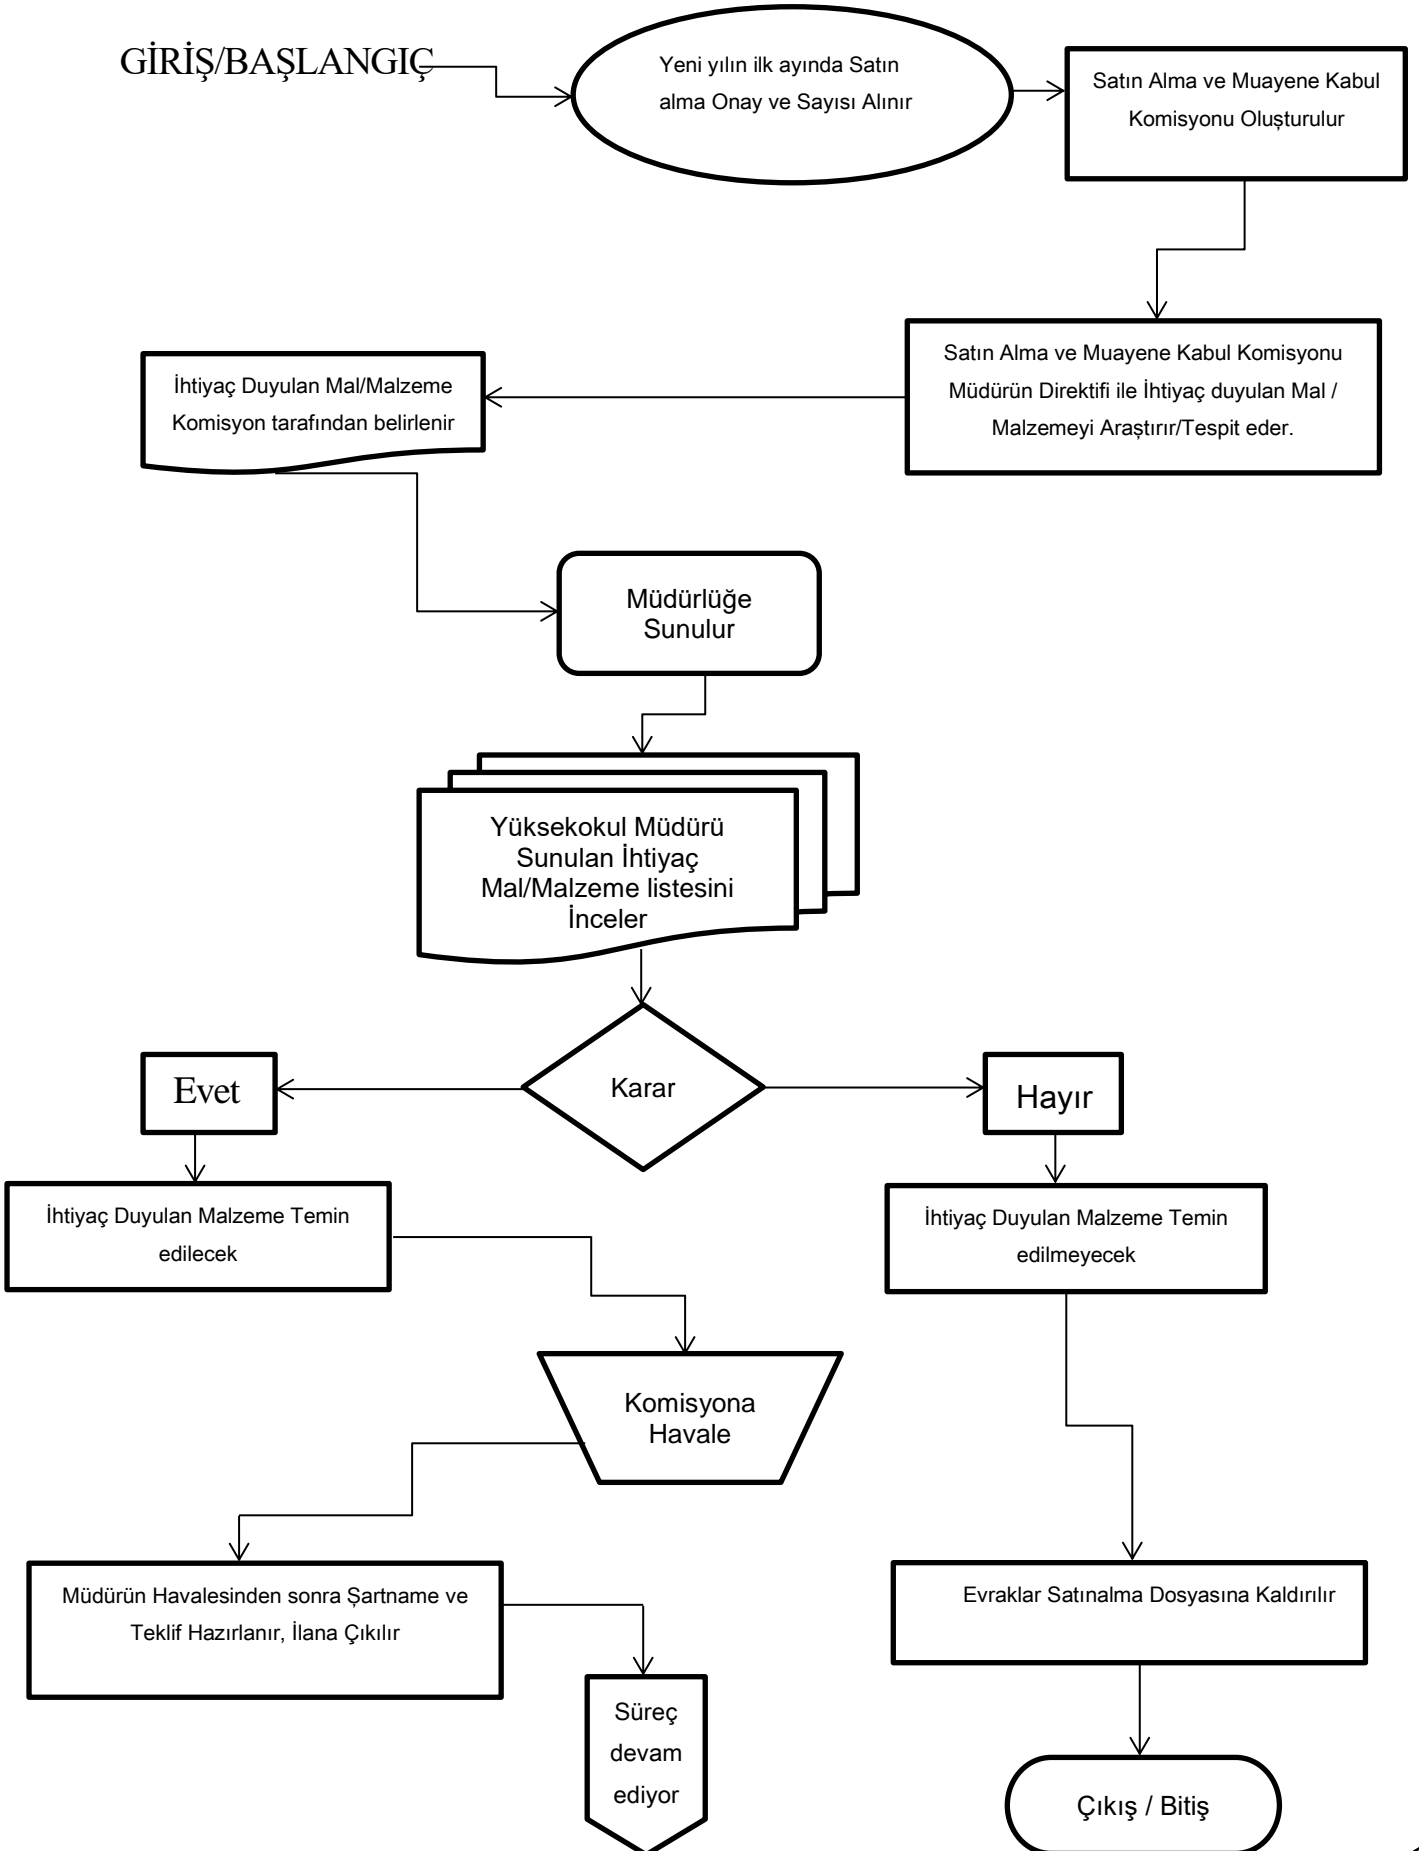 GİRİŞ/BAŞLANGIÇ
Yeni yılın ilk ayında Satın
alma Onay ve Sayısı Alınır
Satın Alma ve Muayene Kabul
Komisyonu Oluşturulur
Satın Alma ve Muayene Kabul Komisyonu
Müdürün Direktifi ile İhtiyaç duyulan Mal /
Malzemeyi Araştırır/Tespit eder.
İhtiyaç Duyulan Mal/Malzeme
Komisyon tarafından belirlenir
Müdürlüğe
Sunulur
Yüksekokul Müdürü
Sunulan İhtiyaç
Mal/Malzeme listesini
İnceler
Karar
Evet
Hayır
İhtiyaç Duyulan Malzeme Temin
edilecek
İhtiyaç Duyulan Malzeme Temin
edilmeyecek
Komisyona
Havale
Müdürün Havalesinden sonra Şartname ve
Teklif Hazırlanır, İlana Çıkılır
Evraklar Satınalma Dosyasına Kaldırılır
Süreç
devam
ediyor
Çıkış / Bitiş